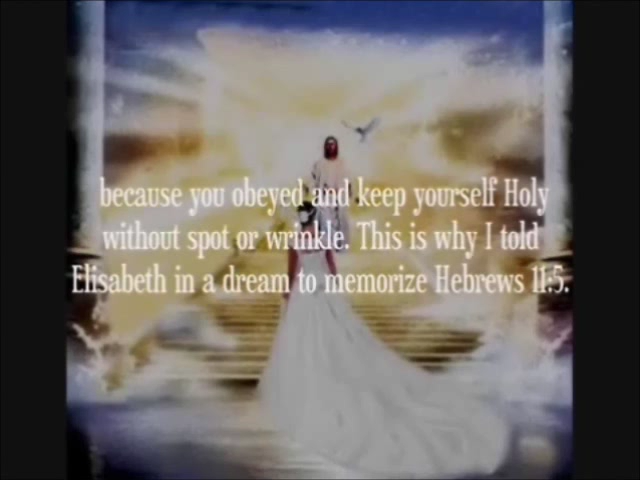 because you obeyed and keep yourself Holy
without spot or wrinkle. This is why I told
Elisabeth in a dream to memorize Hebrews 11:5.